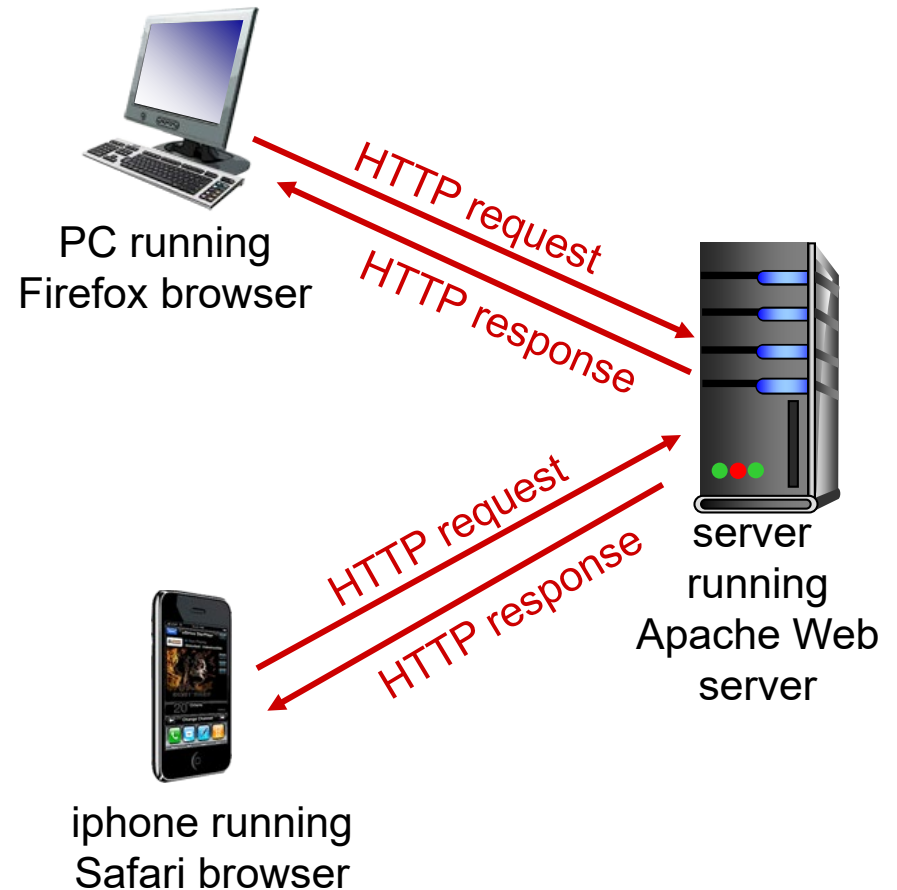 HTTP request
HTTP response
PC running
Firefox browser
HTTP request
HTTP response
server
running
Apache Web
server
iphone running
Safari browser